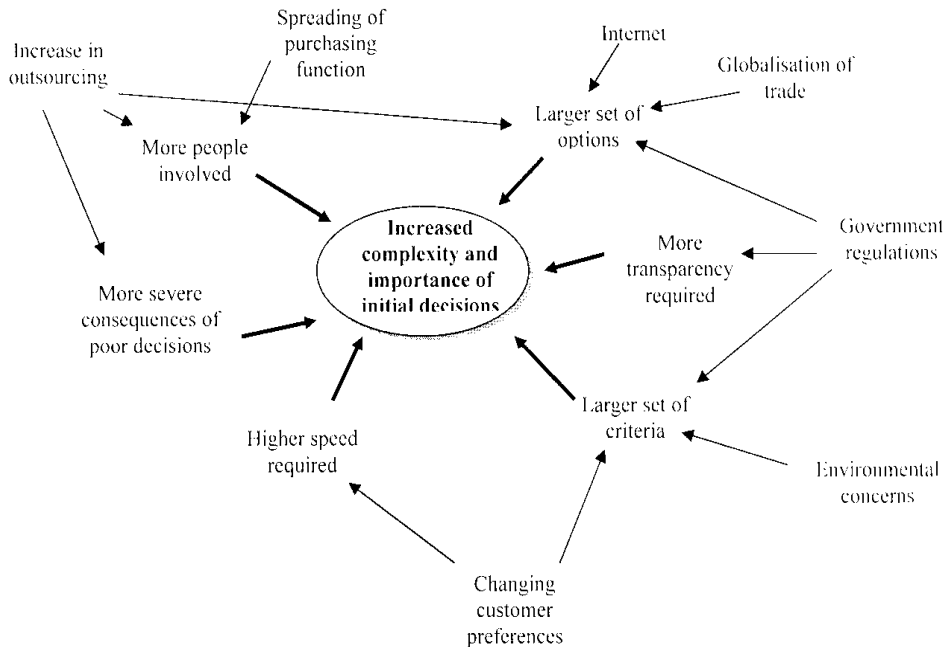 Increase in
outsourcing
Spreading of
purchasing
function
Internet
Globalisation of
trade
Larger set of
options
More people
involved
Increased
complexity and
importance of
initial decisions
More
transparency
required
Government
regulations
More severe
consequences of
poor decisions
Larger set of
criteria
Higher speed
required
Environmental
concerns
Changing
customer
preferences